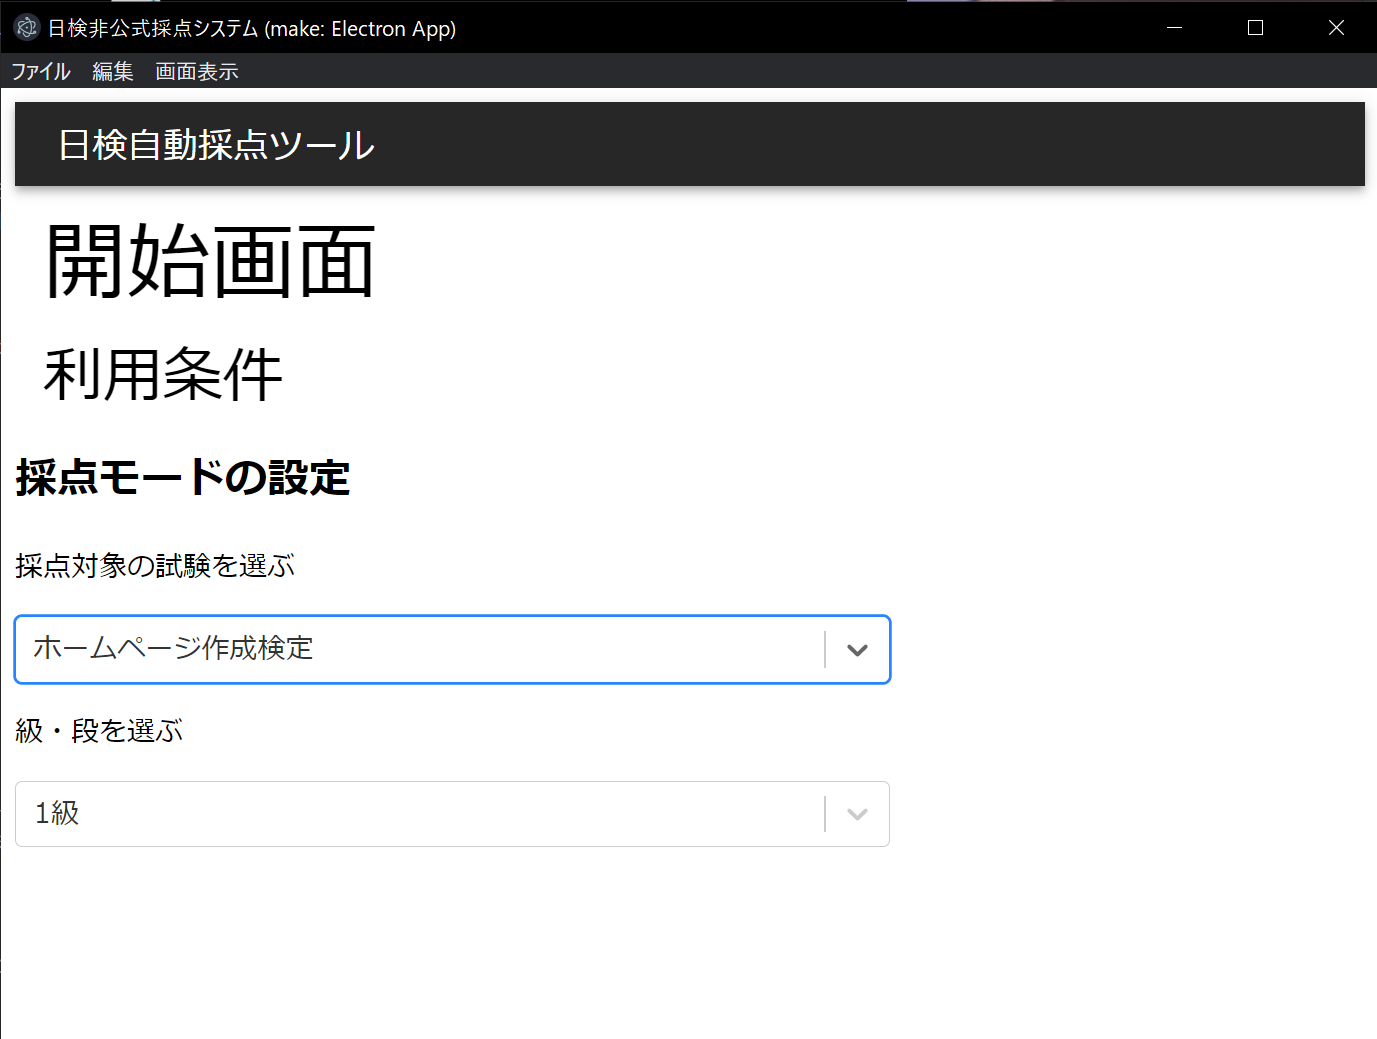 日検非公式採点システム (make: Electron App)
ファイル 編集 画面表示
日検自動採点ツール
開始画面
利用条件
採点モードの設定
採点対象の試験を選ぶ
ホームページ作成検定
級・段を選ぶ
1級